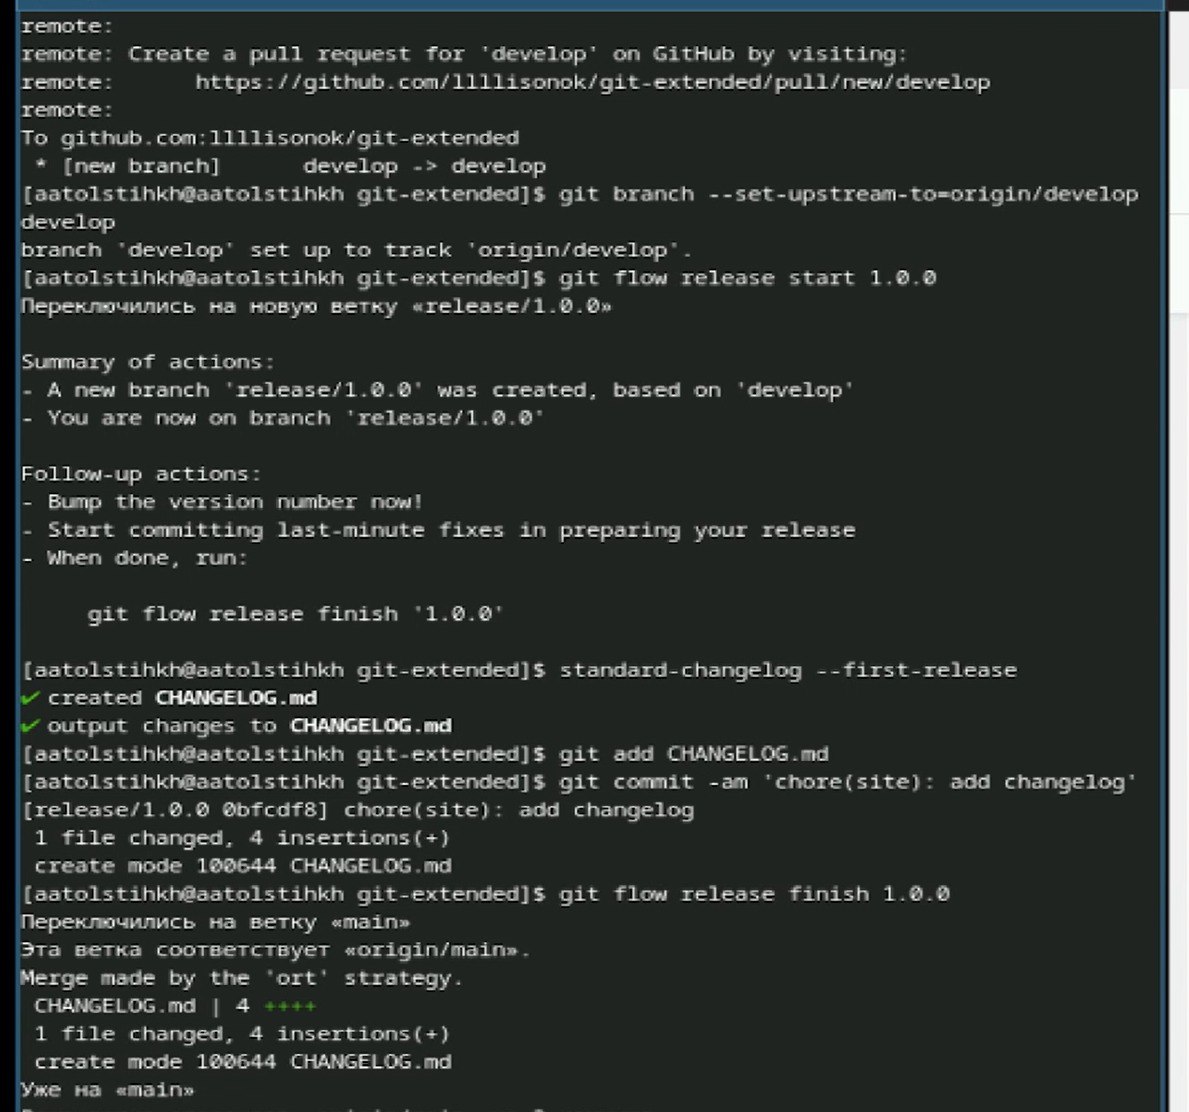 remote:
remote: Create a pull request for 'develop' on GitHub by visiting:
remote:      https://github.com/llllisonok/git-extended/pull/new/develop
remote:
To github.com:llllisonok/git-extended
 * [new branch]      develop -> develop
[aatolstihkh@aatolstihkh git-extended]$ git branch --set-upstream-to=origin/develop
develop
branch 'develop' set up to track 'origin/develop'.
[aatolstihkh@aatolstihkh git-extended]$ git flow release start 1.0.0
Переключились на новую ветку «release/1.0.0»

Summary of actions:
- A new branch 'release/1.0.0' was created, based on 'develop'
- You are now on branch 'release/1.0.0'

Follow-up actions:
- Bump the version number now!
- Start committing last-minute fixes in preparing your release
- When done, run:

     git flow release finish '1.0.0'

[aatolstihkh@aatolstihkh git-extended]$ standard-changelog --first-release
✔ created CHANGELOG.md
✔ output changes to CHANGELOG.md
[aatolstihkh@aatolstihkh git-extended]$ git add CHANGELOG.md
[aatolstihkh@aatolstihkh git-extended]$ git commit -am 'chore(site): add changelog'
[release/1.0.0 0bfcdf8] chore(site): add changelog
 1 file changed, 4 insertions(+)
 create mode 100644 CHANGELOG.md
[aatolstihkh@aatolstihkh git-extended]$ git flow release finish 1.0.0
Переключились на ветку «main»
Эта ветка соответствует «origin/main».
Merge made by the 'ort' strategy.
 CHANGELOG.md | 4 ++++
 1 file changed, 4 insertions(+)
 create mode 100644 CHANGELOG.md
Уже на «main»